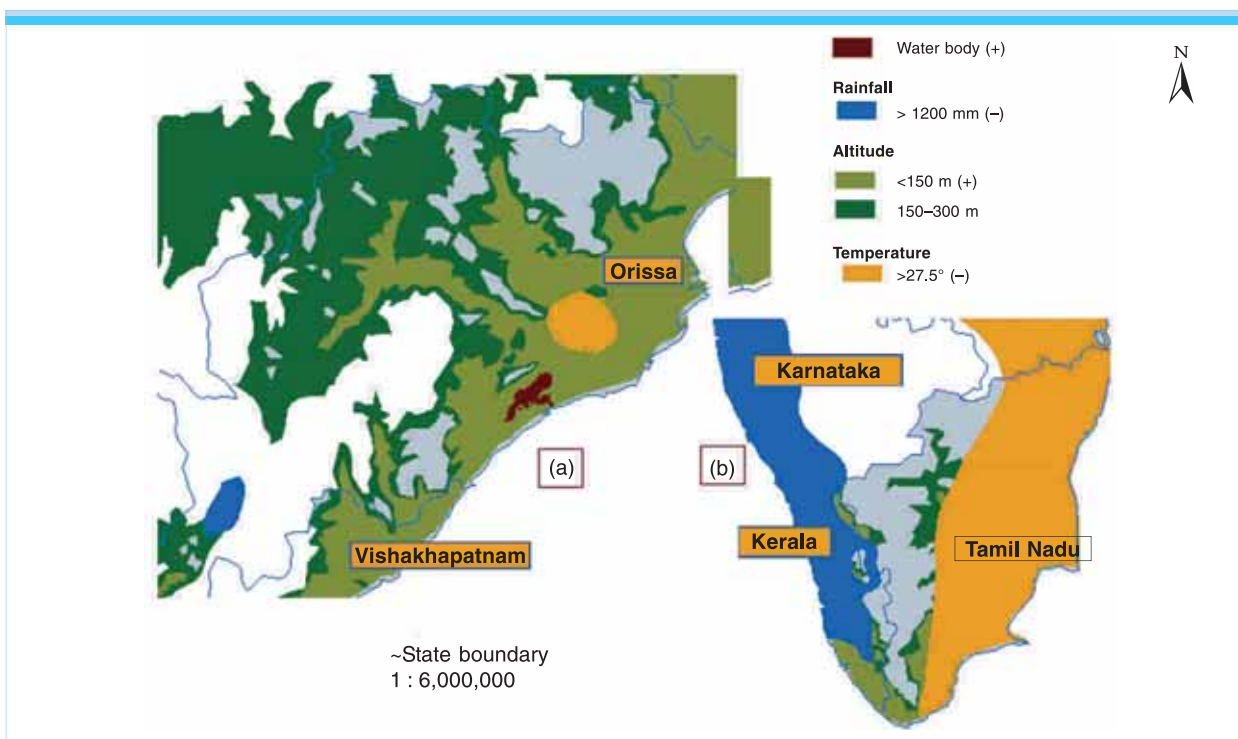 Water body (+)
N
Rainfall
> 1200 mm (–)
Altitude
<150 m (+)
150–300 m
Temperature
>27.5° (–)
Orissa
Karnataka
(a)
(b)
Kerala
Tamil Nadu
Vishakhapatnam
~State boundary
1 : 6,000,000